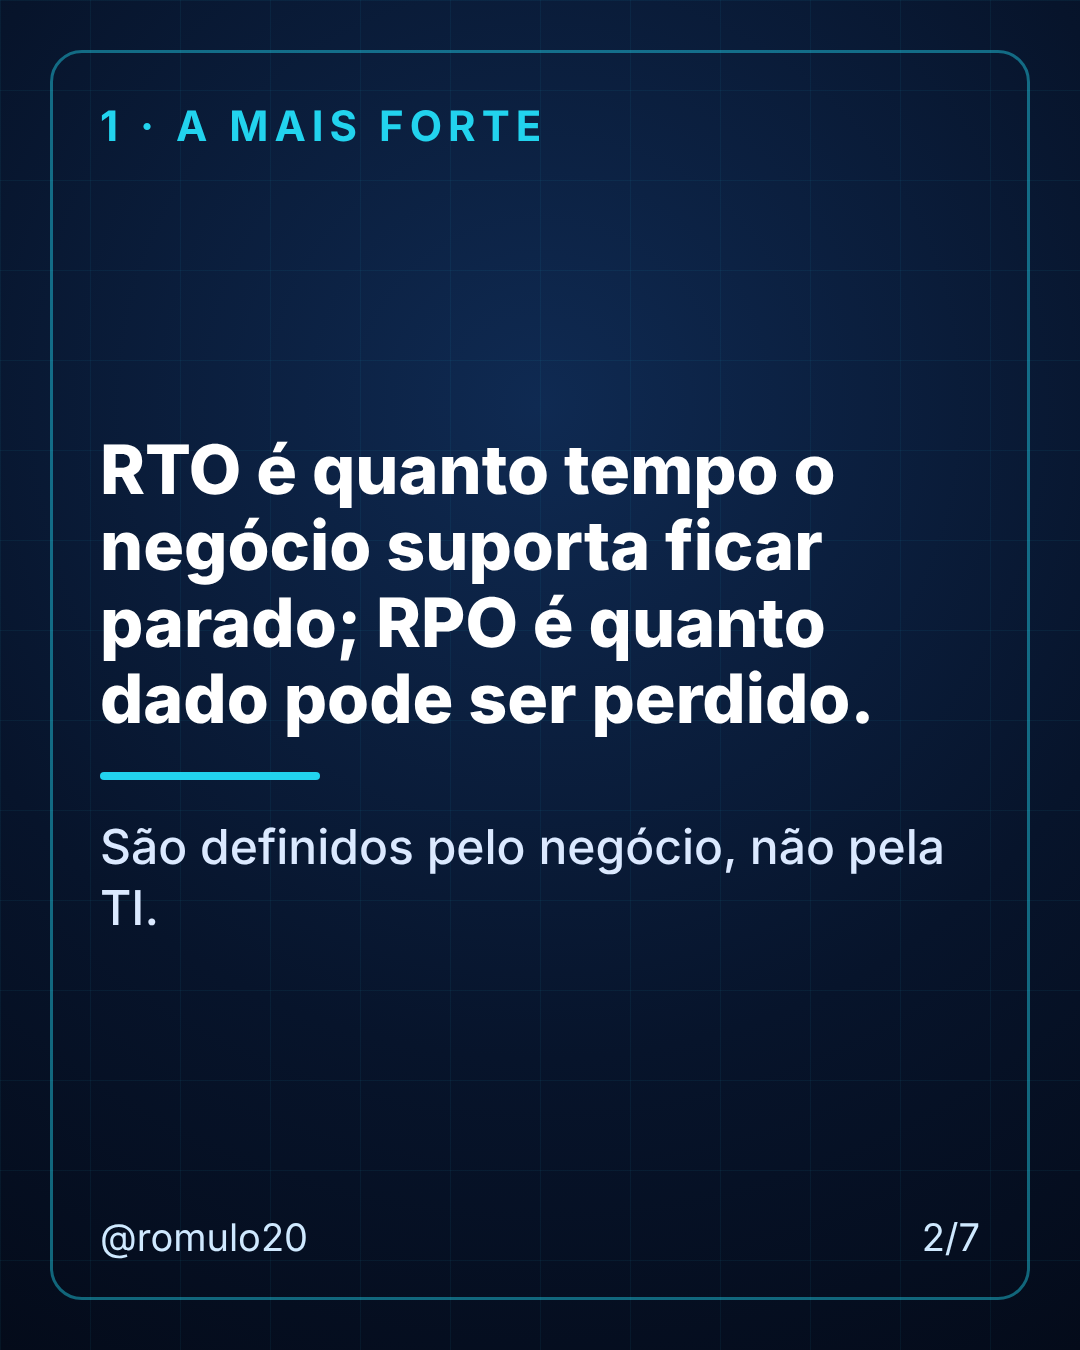 1 · A MAIS FORTE
RTO é quanto tempo o
negócio suporta ficar
parado; RPO é quanto
dado pode ser perdido.
São definidos pelo negócio, não pela
TI.
@romulo20
2/7